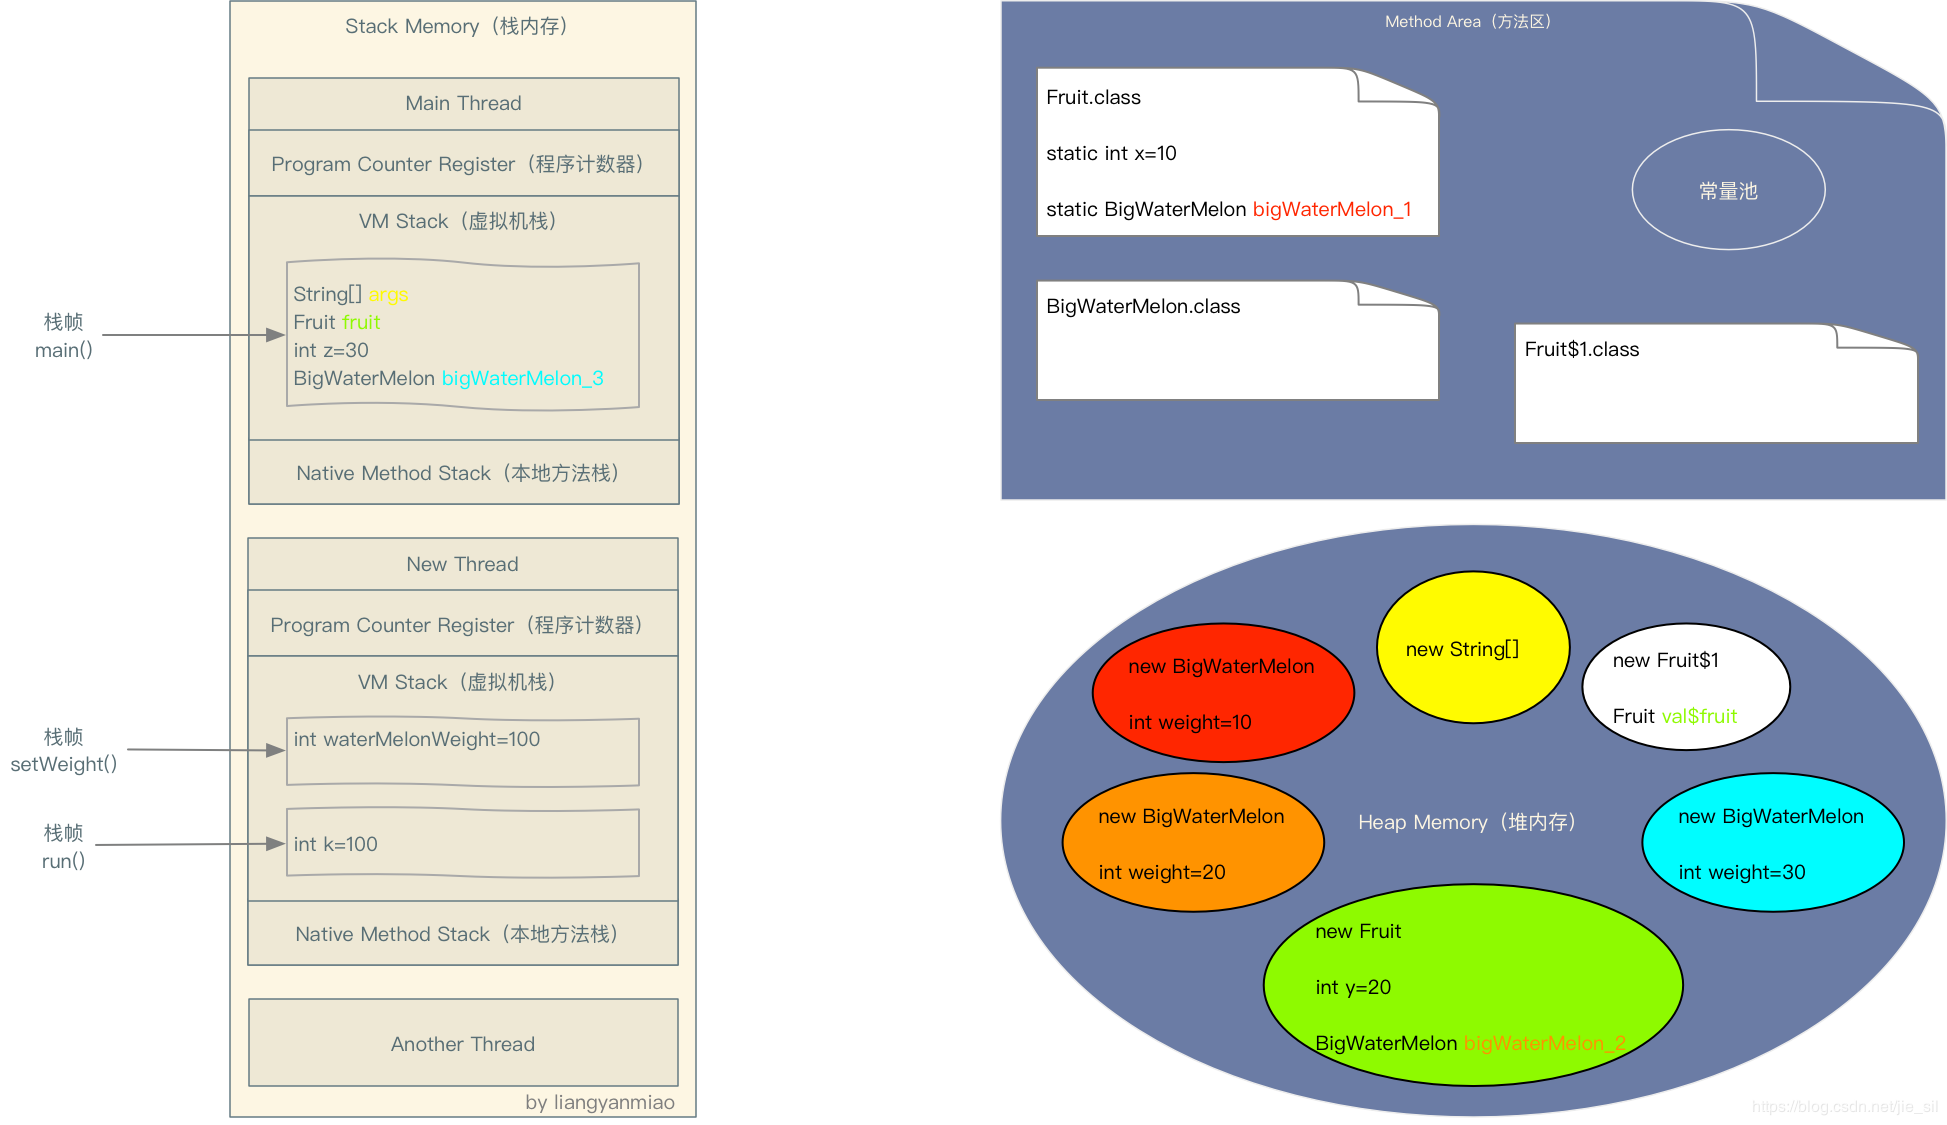 Stack Memory（栈内存）
Main Thread
Program Counter Register（程序计数器）
VM Stack（虚拟机栈）
String[] args
Fruit fruit
int z=30
BigWaterMelon bigWaterMelon_3
栈帧
main()
Native Method Stack（本地方法栈）
New Thread
Program Counter Register（程序计数器）
VM Stack（虚拟机栈）
栈帧
setWeight()
int waterMelonWeight=100
栈帧
run()
int k=100
Native Method Stack（本地方法栈）
Another Thread
by liangyanmiao
Method Area（方法区）
Fruit.class
static int x=10
static BigWaterMelon bigWaterMelon_1
常量池
BigWaterMelon.class
Fruit$1.class
new BigWaterMelon
int weight=10
new String[]
new Fruit$1
Fruit val$fruit
new BigWaterMelon
int weight=20
Heap Memory（堆内存）
new BigWaterMelon
int weight=30
new Fruit
int y=20
BigWaterMelon bigWaterMelon_2
https://blog.csdn.net/jie_sil